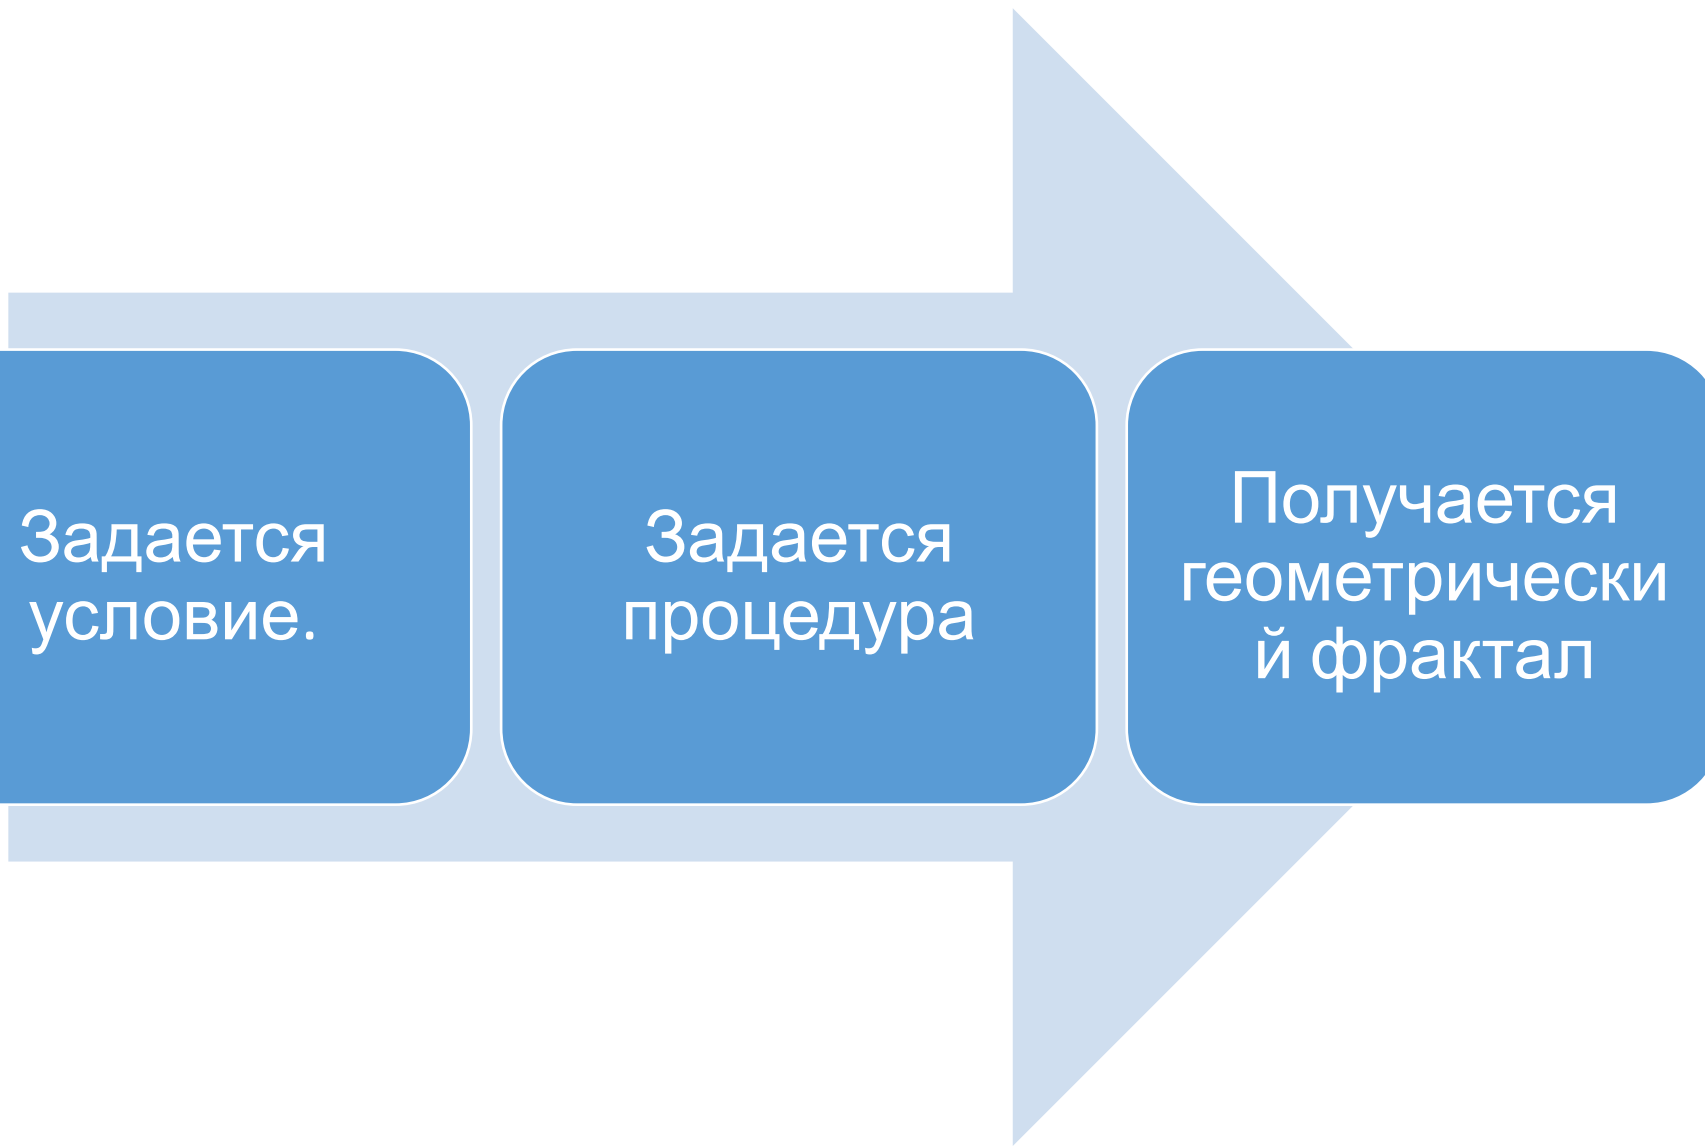 Задается
условие.
Задается
процедура
Получается
геометрически
й фрактал